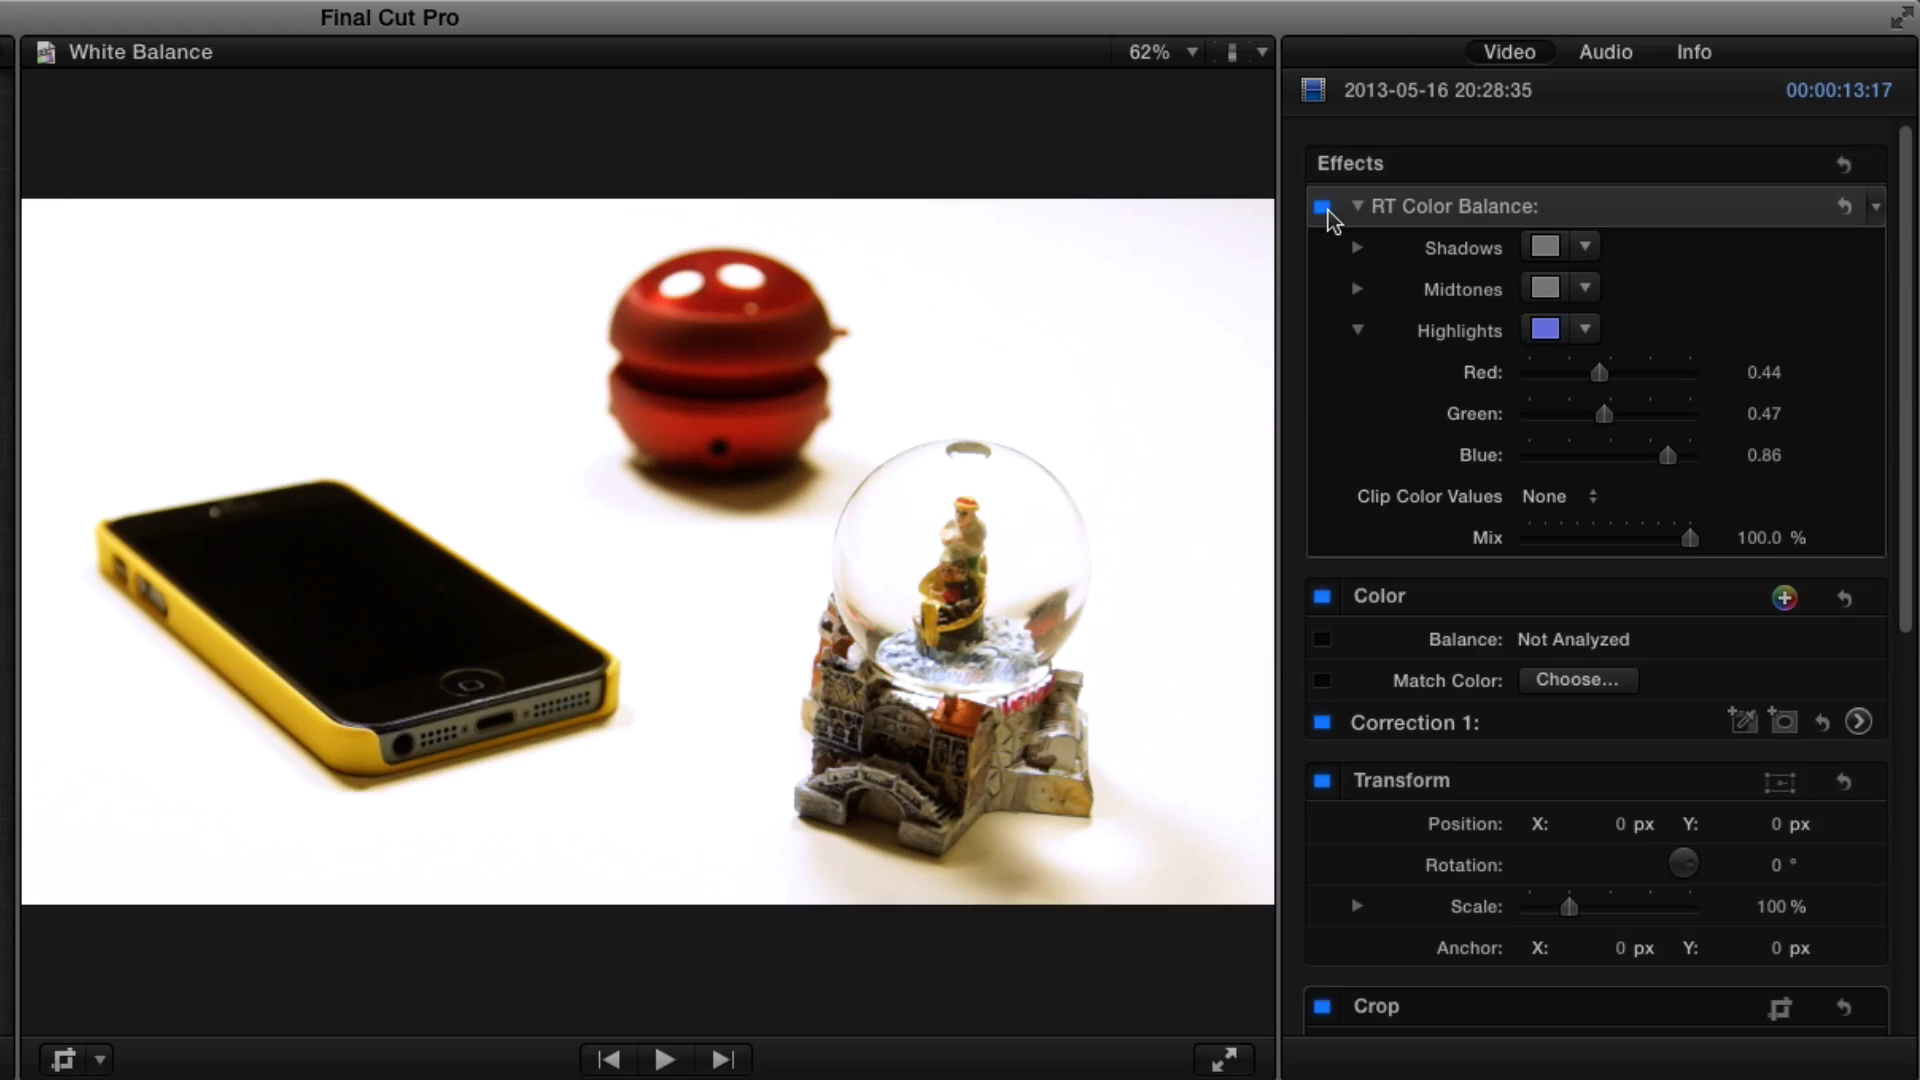 Final Cut Pro
White Balance
62%
Video Audio Info
2013-05-16 20:28:35
00:00:13:17
Effects
RT Color Balance:
Shadows
Midtones
Highlights
Red: 0.44
Green: 0.47
Blue: 0.86
Clip Color Values None
Mix 100.0 %
Color
Balance: Not Analyzed
Match Color: Choose...
Correction 1:
Transform
Position: X: 0 px Y: 0 px
Rotation: 0 °
Scale: 100 %
Anchor: X: 0 px Y: 0 px
Crop